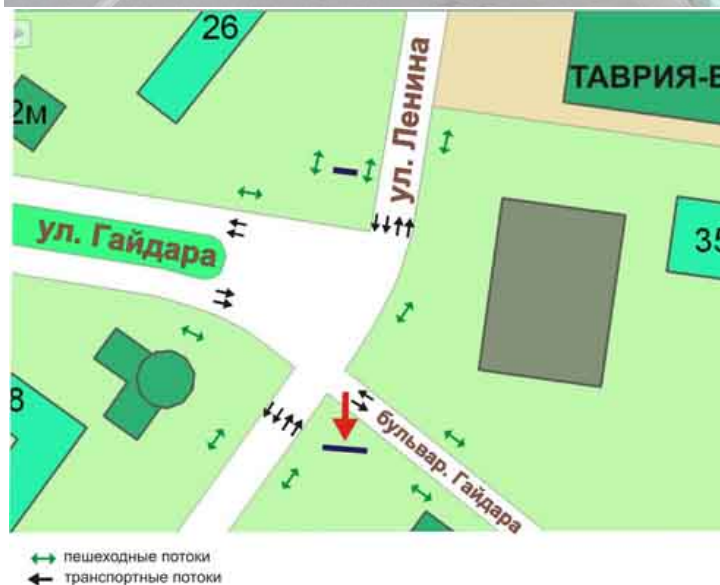 26
ТАВРИЯ-В
2м
ул. Ленина
ул. Гайдара
35
8
бульвар. Гайдара
пешеходные потоки
транспортные потоки